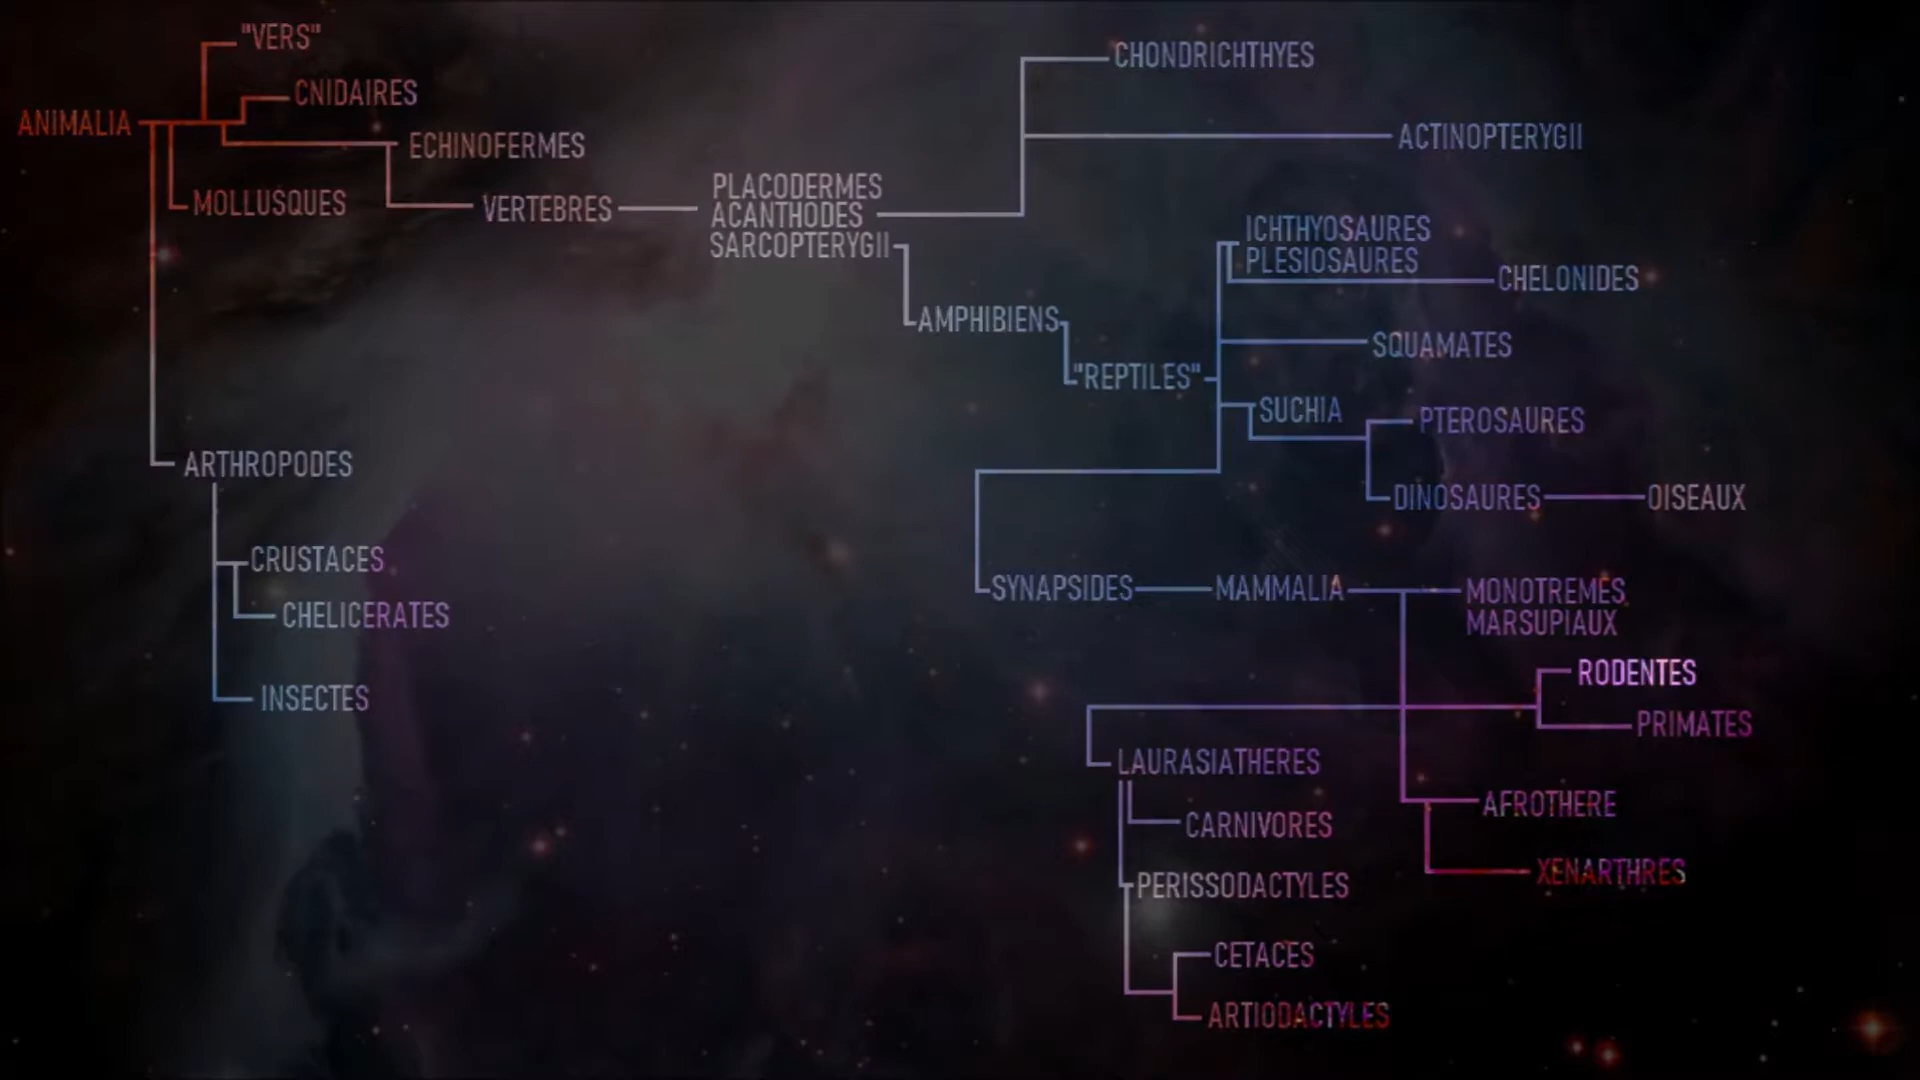 "VERS"
CNIDAIRES
ANIMALIA
ECHINOFERMES
MOLLUSQUES
VERTEBRES
PLACODERMES
ACANTHODES
SARCOPTERYGII
CHONDRICHTHYES
ACTINOPTERYGII
AMPHIBIENS
"REPTILES"
ICHTHYOSAURES
PLESIOSAURES
CHELONIDES
SQUAMATES
SUCHIA
PTEROSAURES
DINOSAURES
OISEAUX
ARTHROPODES
CRUSTACES
CHELICERATES
INSECTES
SYNAPSIDES
MAMMALIA
MONOTREMES
MARSUPIAUX
RODENTES
PRIMATES
LAURASIATHERES
CARNIVORES
PERISSODACTYLES
CETACES
ARTIODACTYLES
AFROTHERE
XENARTHRES